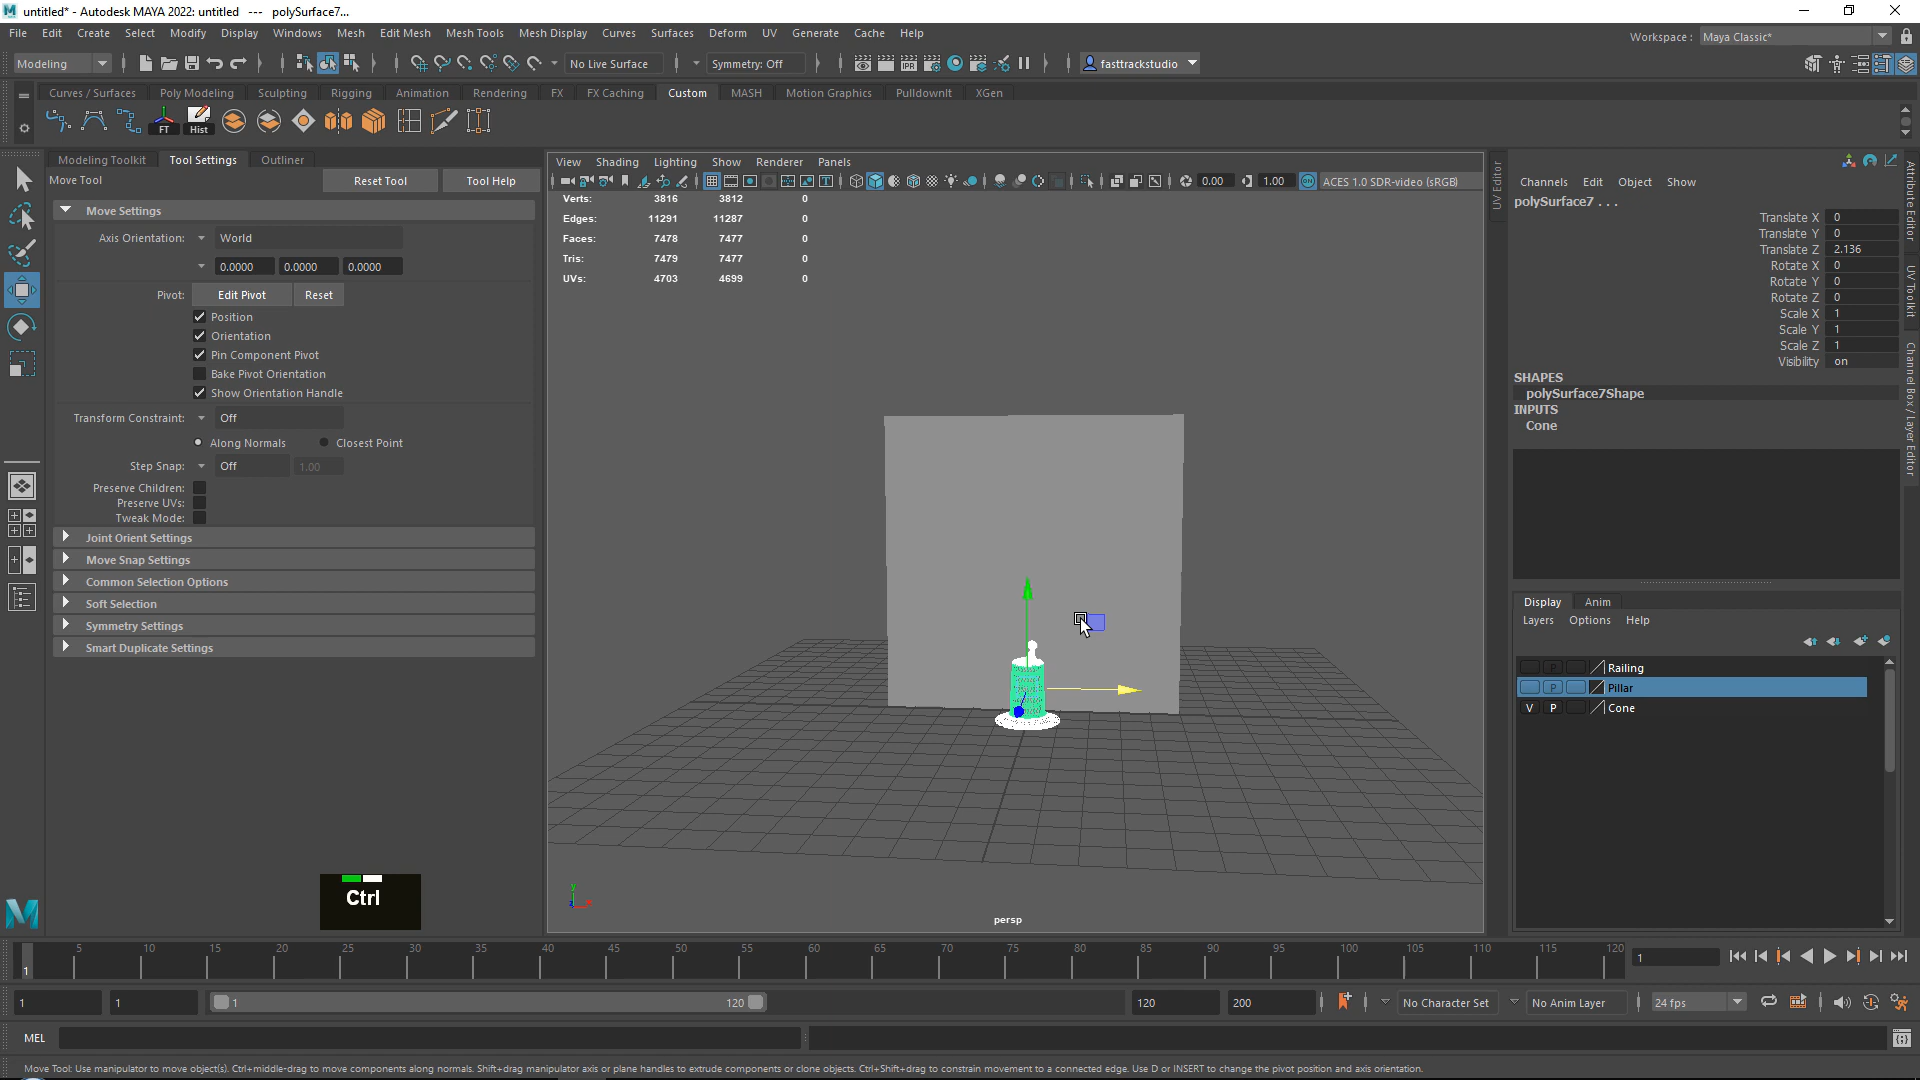 untitled* - Autodesk MAYA 2022: untitled --- polySurface7...
File Edit Create Select Modify Display Windows Mesh Edit Mesh Mesh Tools Mesh Display Curves Surfaces Deform UV Generate Cache Help
Workspace : Maya Classic*
Modeling No Live Surface Symmetry: Off fasttrackstudio
Curves / Surfaces Poly Modeling Sculpting Rigging Animation Rendering FX FX Caching Custom MASH Motion Graphics PulldownIt XGen
FT Hist
Modeling Toolkit Tool Settings Outliner
Move Tool Reset Tool Tool Help
Move Settings
Axis Orientation: World
0.0000 0.0000 0.0000
Pivot: Edit Pivot Reset
Position
Orientation
Pin Component Pivot
Bake Pivot Orientation
Show Orientation Handle
Transform Constraint: Off
Along Normals Closest Point
Step Snap: Off 1.00
Preserve Children:
Preserve UVs:
Tweak Mode:
Joint Orient Settings
Move Snap Settings
Common Selection Options
Soft Selection
Symmetry Settings
Smart Duplicate Settings
Ctrl
View Shading Lighting Show Renderer Panels
0.00 1.00 ON ACES 1.0 SDR-video (sRGB)
Verts: 3816 3812 0
Edges: 11291 11287 0
Faces: 7478 7477 0
Tris: 7479 7477 0
UVs: 4703 4699 0
persp
UV Editor
Channels Edit Object Show
polySurface7 . . .
Translate X 0
Translate Y 0
Translate Z 2.136
Rotate X 0
Rotate Y 0
Rotate Z 0
Scale X 1
Scale Y 1
Scale Z 1
Visibility on
SHAPES
polySurface7Shape
INPUTS
Cone
Display Anim
Layers Options Help
P Railing
P Pillar
V P Cone
Attribute Editor
UV Toolkit
Channel Box / Layer Editor
5 10 15 20 25 30 35 40 45 50 55 60 65 70 75 80 85 90 95 100 105 110 115 120
1 1
1 1 1 120 120 200 No Character Set No Anim Layer 24 fps
MEL
Move Tool: Use manipulator to move object(s). Ctrl+middle-drag to move components along normals. Shift+drag manipulator axis or plane handles to extrude components or clone objects. Ctrl+Shift+drag to constrain movement to a connected edge. Use D or INSERT to change the pivot position and axis orientation.